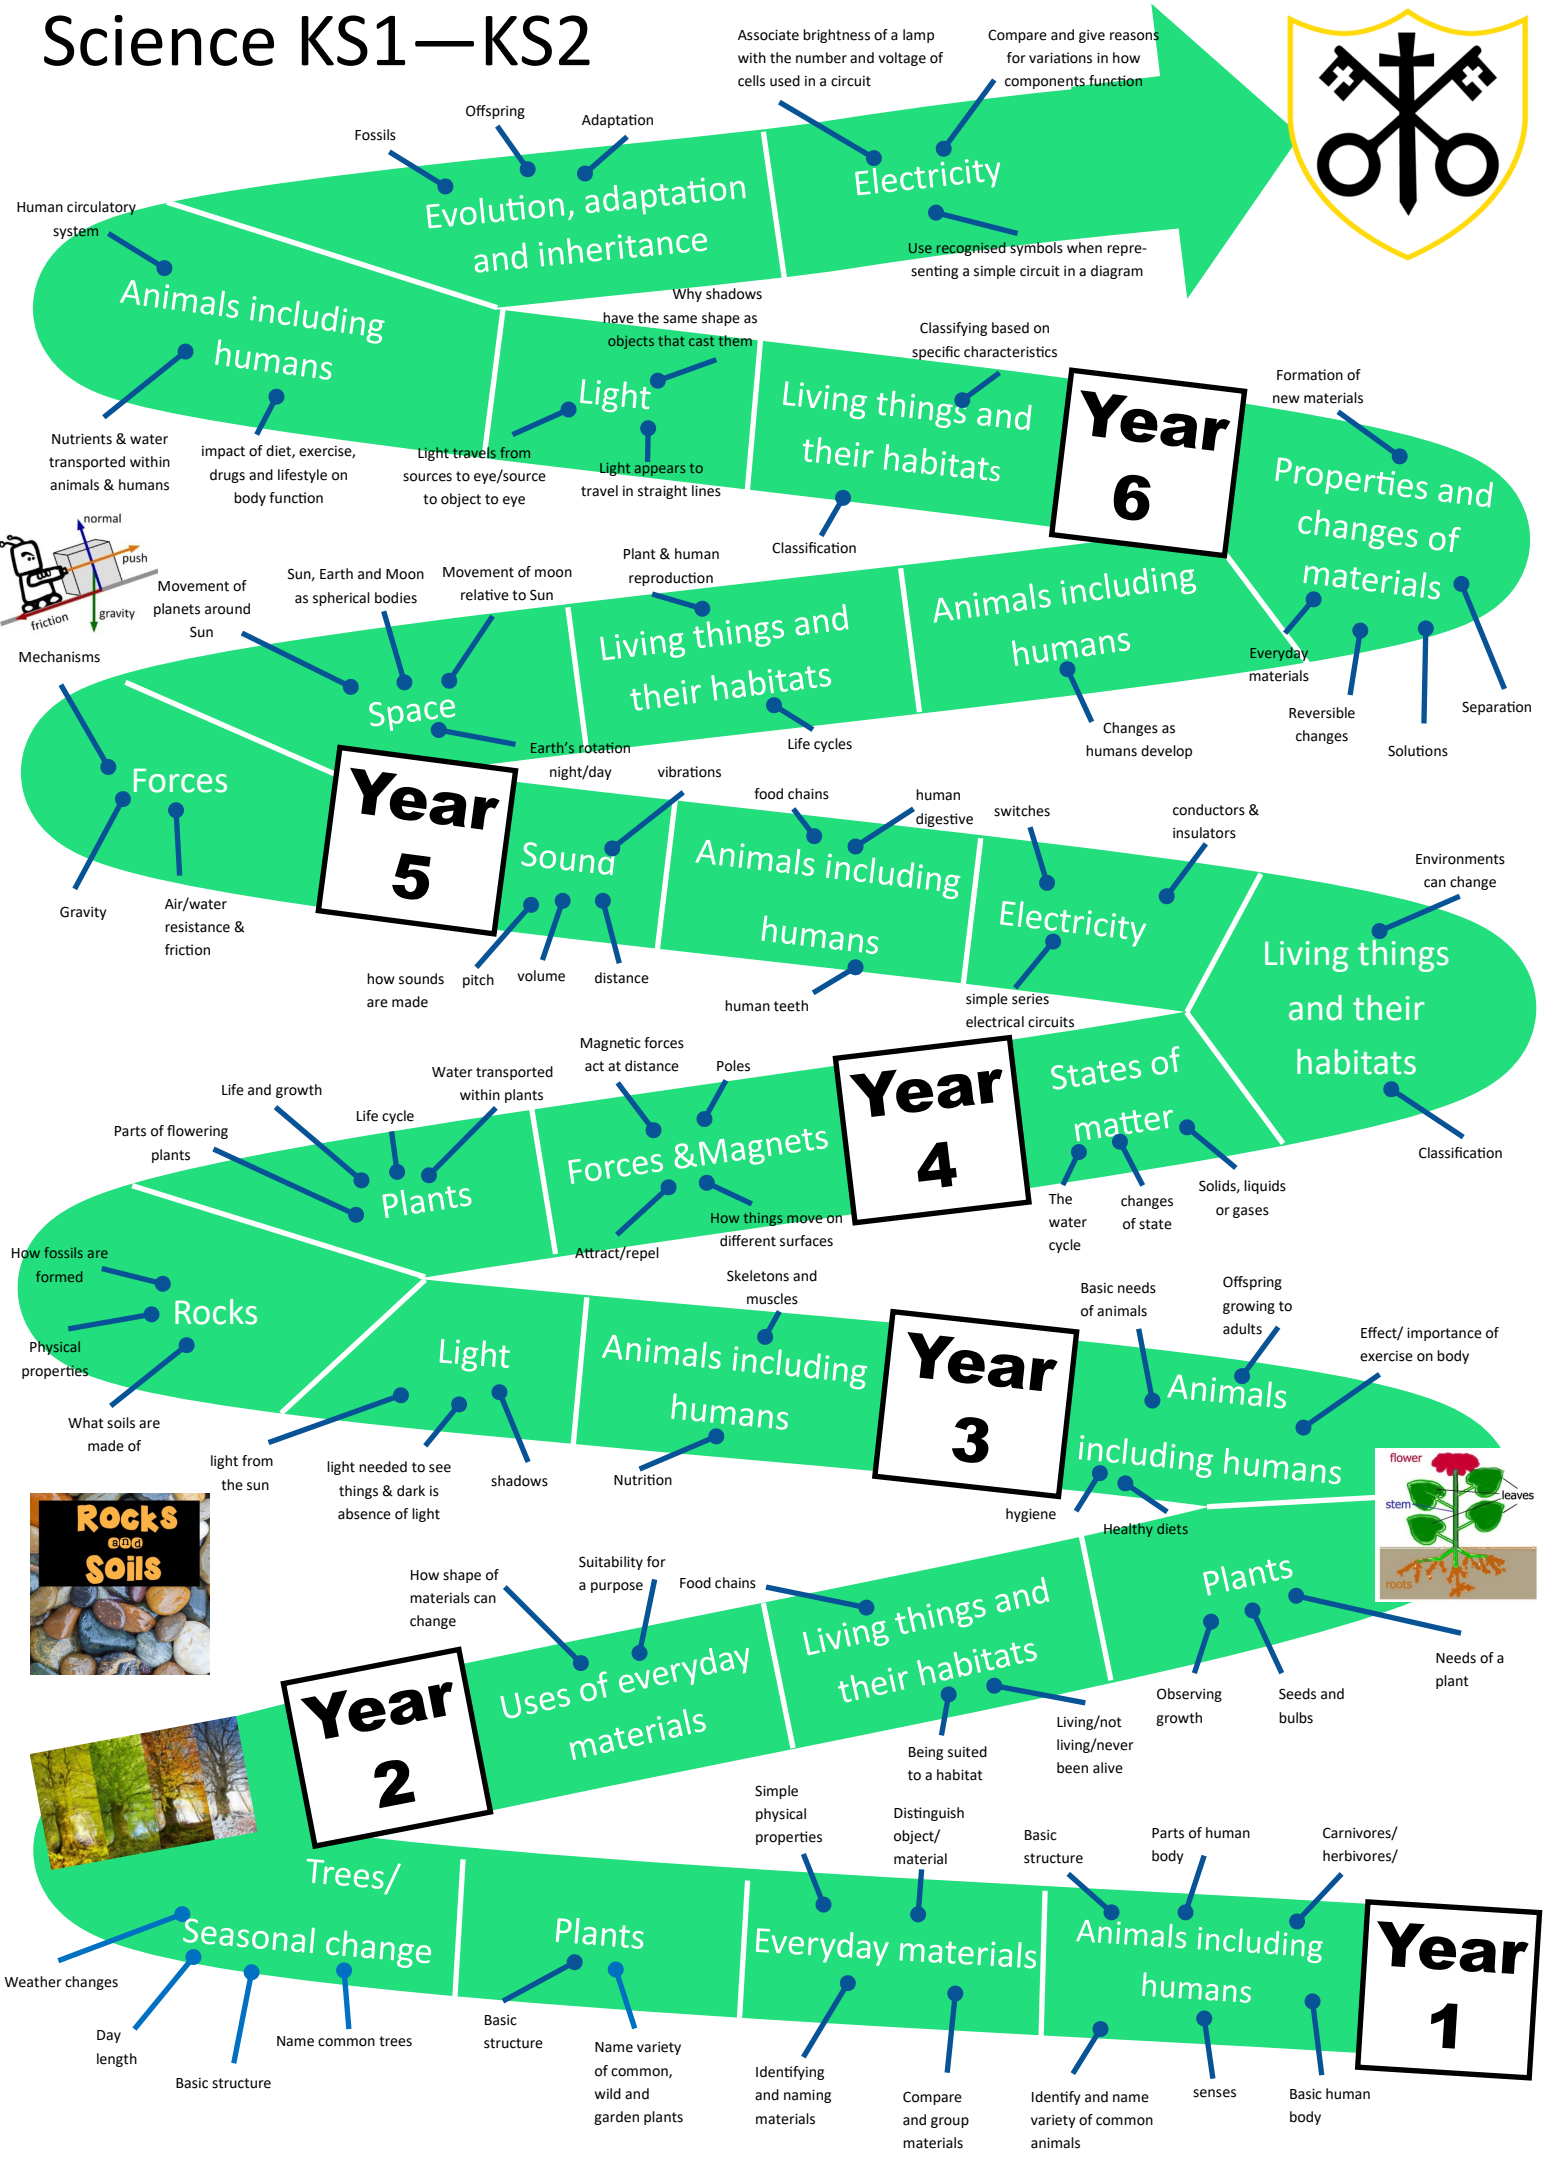 Science KS1—KS2
Associate brightness of a lamp
with the number and voltage of
cells used in a circuit
Compare and give reasons
for variations in how
components function
Fossils
Offspring
Adaptation
Evolution, adaptation
and inheritance
Electricity
Use recognised symbols when repre-
senting a simple circuit in a diagram
Human circulatory
system
Animals including
humans
Nutrients & water
transported within
animals & humans
impact of diet, exercise,
drugs and lifestyle on
body function
Why shadows
have the same shape as
objects that cast them
Light
Light travels from
sources to eye/source
to object to eye
Light appears to
travel in straight lines
Classifying based on
specific characteristics
Living things and
their habitats
Classification
Year
6
Formation of
new materials
Properties and
changes of
materials
Everyday
materials
Reversible
changes
Solutions
Separation
normal
push
gravity
friction
Movement of
planets around
Sun
Sun, Earth and Moon
as spherical bodies
Movement of moon
relative to Sun
Space
Earth's rotation
night/day
Plant & human
reproduction
Living things and
their habitats
Life cycles
Animals including
humans
Changes as
humans develop
Mechanisms
Forces
Gravity
Air/water
resistance &
friction
Year
5
vibrations
Sound
how sounds
are made
pitch
volume
distance
food chains
human
digestive
Animals including
humans
human teeth
switches
conductors &
insulators
Electricity
simple series
electrical circuits
Environments
can change
Living things
and their
habitats
Classification
States of
matter
The
water
cycle
changes
of state
Solids, liquids
or gases
Year
4
Magnetic forces
act at distance
Poles
Forces &Magnets
Attract/repel
How things move on
different surfaces
Parts of flowering
plants
Life and growth
Life cycle
Water transported
within plants
Plants
How fossils are
formed
Rocks
Physical
properties
What soils are
made of
Light
light from
the sun
light needed to see
things & dark is
absence of light
shadows
Skeletons and
muscles
Animals including
humans
Nutrition
Year
3
Basic needs
of animals
Offspring
growing to
adults
Effect/ importance of
exercise on body
Animals
including humans
hygiene
Healthy diets
flower
leaves
stem
roots
Rocks
and
Soils
Plants
Observing
growth
Seeds and
bulbs
Needs of a
plant
Food chains
Living things and
their habitats
Being suited
to a habitat
Living/not
living/never
been alive
How shape of
materials can
change
Suitability for
a purpose
Uses of everyday
materials
Year
2
Trees/
Seasonal change
Weather changes
Day
length
Basic structure
Name common trees
Plants
Basic
structure
Name variety
of common,
wild and
garden plants
Simple
physical
properties
Distinguish
object/
material
Everyday materials
Identifying
and naming
materials
Compare
and group
materials
Basic
structure
Parts of human
body
Carnivores/
herbivores/
Animals including
humans
Identify and name
variety of common
animals
senses
Basic human
body
Year
1